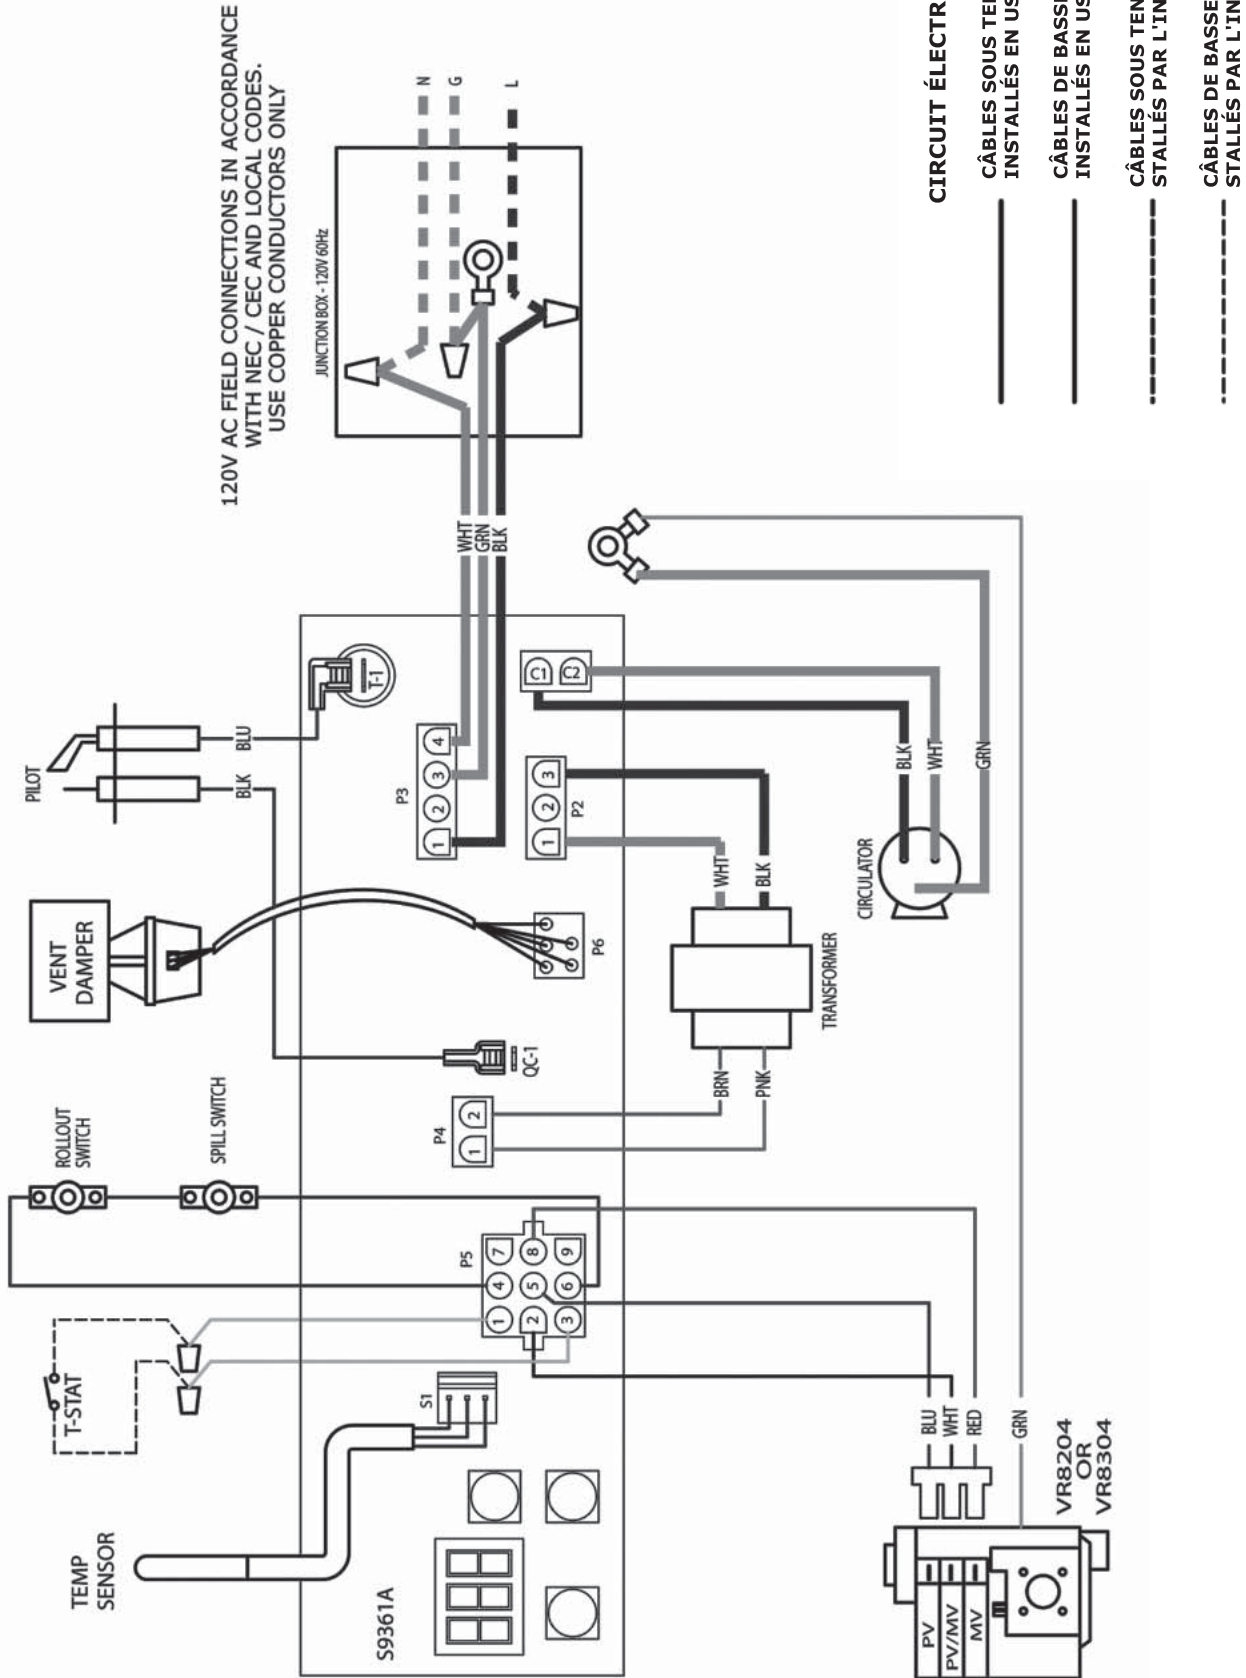 120V AC FIELD CONNECTIONS IN ACCORDANCE
WITH NEC / CEC AND LOCAL CODES.
USE COPPER CONDUCTORS ONLY
JUNCTION BOX - 120V 60Hz
N
G
L
WHT
GRN
BLK
PILOT
BLU
BLK
T-1
P3
1
2
3
4
C1
C2
P2
1
2
3
VENT
DAMPER
P6
QC-1
WHT
BLK
TRANSFORMER
BRN
PNK
CIRCULATOR
BLK
WHT
GRN
ROLLOUT
SWITCH
SPILL SWITCH
P4
1
2
P5
1
2
3
4
5
6
7
8
9
T-STAT
S1
TEMP
SENSOR
S9361A
BLU
WHT
RED
GRN
VR8204
OR
VR8304
PV
PV/MV
MV
CIRCUIT ÉLECTR
CÂBLES SOUS TE
INSTALLÉS EN US
CÂBLES DE BASSE
INSTALLÉS EN US
CÂBLES SOUS TEN
STALLÉS PAR L'IN
CÂBLES DE BASSE
STALLÉS PAR L'IN